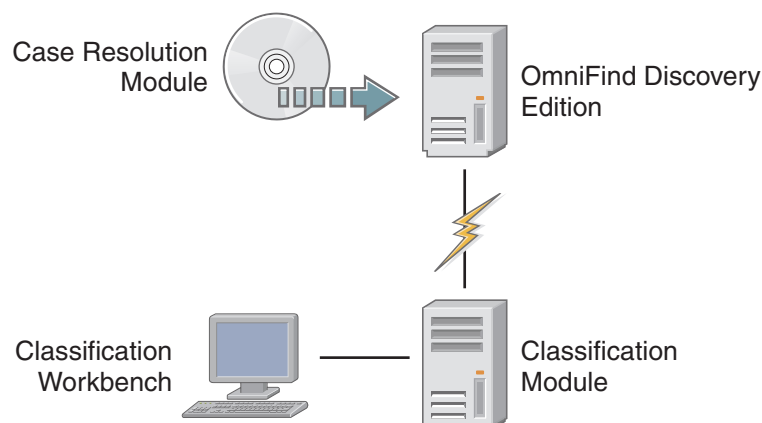 Case Resolution
Module
OmniFind Discovery
Edition
Classification
Workbench
Classification
Module